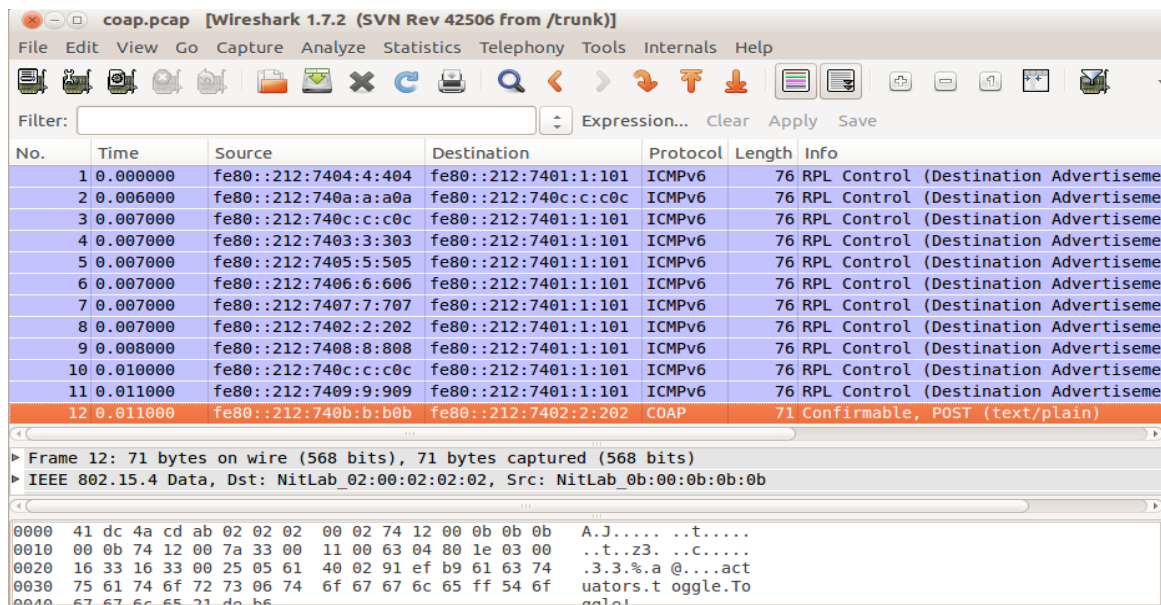 coap.pcap [Wireshark 1.7.2 (SVN Rev 42506 from /trunk)]
File Edit View Go Capture Analyze Statistics Telephony Tools Internals Help
Filter: Expression... Clear Apply Save
No. Time Source Destination Protocol Length Info
1 0.000000 fe80::212:7404:4:404 fe80::212:7401:1:101 ICMPv6 76 RPL Control (Destination Advertiseme
2 0.006000 fe80::212:740a:a:a0a fe80::212:740c:c:c0c ICMPv6 76 RPL Control (Destination Advertiseme
3 0.007000 fe80::212:740c:c:c0c fe80::212:7401:1:101 ICMPv6 76 RPL Control (Destination Advertiseme
4 0.007000 fe80::212:7403:3:303 fe80::212:7401:1:101 ICMPv6 76 RPL Control (Destination Advertiseme
5 0.007000 fe80::212:7405:5:505 fe80::212:7401:1:101 ICMPv6 76 RPL Control (Destination Advertiseme
6 0.007000 fe80::212:7406:6:606 fe80::212:7401:1:101 ICMPv6 76 RPL Control (Destination Advertiseme
7 0.007000 fe80::212:7407:7:707 fe80::212:7401:1:101 ICMPv6 76 RPL Control (Destination Advertiseme
8 0.007000 fe80::212:7402:2:202 fe80::212:7401:1:101 ICMPv6 76 RPL Control (Destination Advertiseme
9 0.008000 fe80::212:7408:8:808 fe80::212:7401:1:101 ICMPv6 76 RPL Control (Destination Advertiseme
10 0.010000 fe80::212:740c:c:c0c fe80::212:7401:1:101 ICMPv6 76 RPL Control (Destination Advertiseme
11 0.011000 fe80::212:7409:9:909 fe80::212:7401:1:101 ICMPv6 76 RPL Control (Destination Advertiseme
12 0.011000 fe80::212:740b:b:b0b fe80::212:7402:2:202 COAP 71 Confirmable, POST (text/plain)
Frame 12: 71 bytes on wire (568 bits), 71 bytes captured (568 bits)
IEEE 802.15.4 Data, Dst: NitLab_02:00:02:02:02, Src: NitLab_0b:00:0b:0b:0b
0000 41 dc 4a cd ab 02 02 02 00 02 74 12 00 0b 0b 0b A.J..... ..t.....
0010 00 0b 74 12 00 7a 33 00 11 00 63 04 80 1e 03 00 ..t..z3. ..c.....
0020 16 33 16 33 00 25 05 61 40 02 91 ef b9 61 63 74 .3.3.%.a @....act
0030 75 61 74 6f 72 73 06 74 6f 67 67 6c 65 ff 54 6f uators.t oggle.To
0040 67 67 6c 65 21 de b6 ggle!..